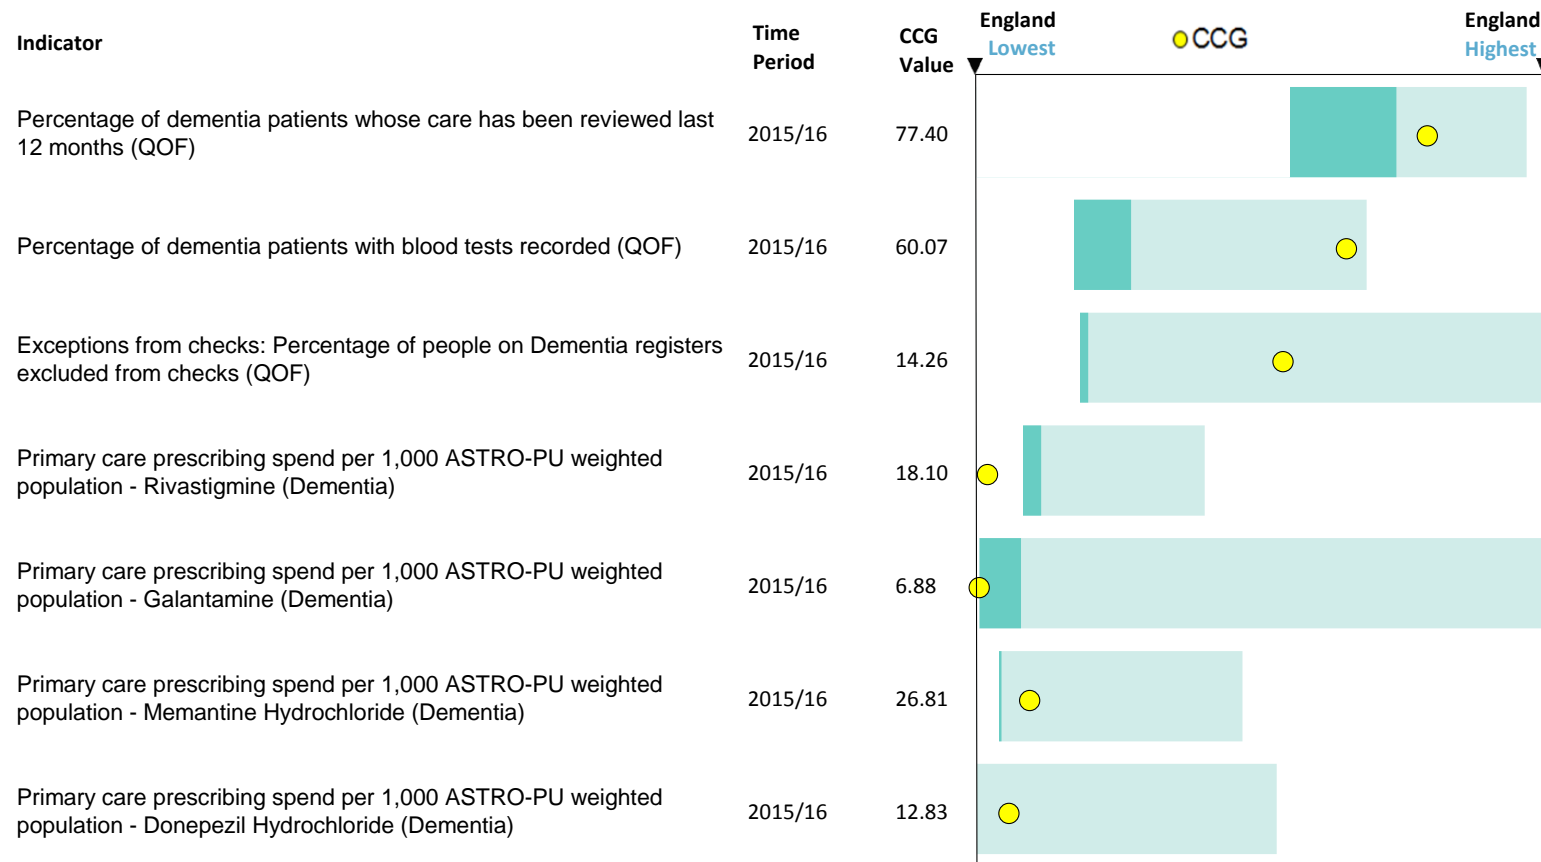 Indicator
Time
Period
CCG
Value
England
Lowest
CCG
England
Highest
Percentage of dementia patients whose care has been reviewed last
12 months (QOF)
2015/16
77.40
Percentage of dementia patients with blood tests recorded (QOF)
2015/16
60.07
Exceptions from checks: Percentage of people on Dementia registers
excluded from checks (QOF)
2015/16
14.26
Primary care prescribing spend per 1,000 ASTRO-PU weighted
population - Rivastigmine (Dementia)
2015/16
18.10
Primary care prescribing spend per 1,000 ASTRO-PU weighted
population - Galantamine (Dementia)
2015/16
6.88
Primary care prescribing spend per 1,000 ASTRO-PU weighted
population - Memantine Hydrochloride (Dementia)
2015/16
26.81
Primary care prescribing spend per 1,000 ASTRO-PU weighted
population - Donepezil Hydrochloride (Dementia)
2015/16
12.83